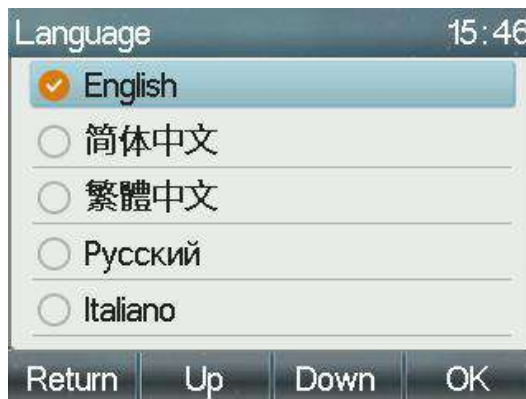 Language 15:46
English
简体中文
繁體中文
Русский
Italiano
Return Up Down OK